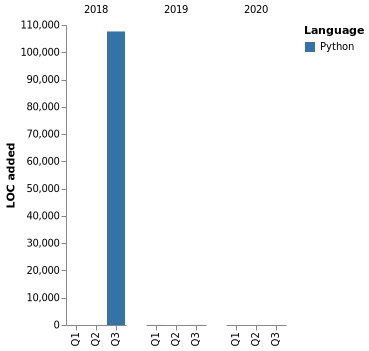 2018 2019 2020
Language
Python
LOC added
110,000
100,000
90,000
80,000
70,000
60,000
50,000
40,000
30,000
20,000
10,000
0
Q1 Q2 Q3 Q1 Q2 Q3 Q1 Q2 Q3